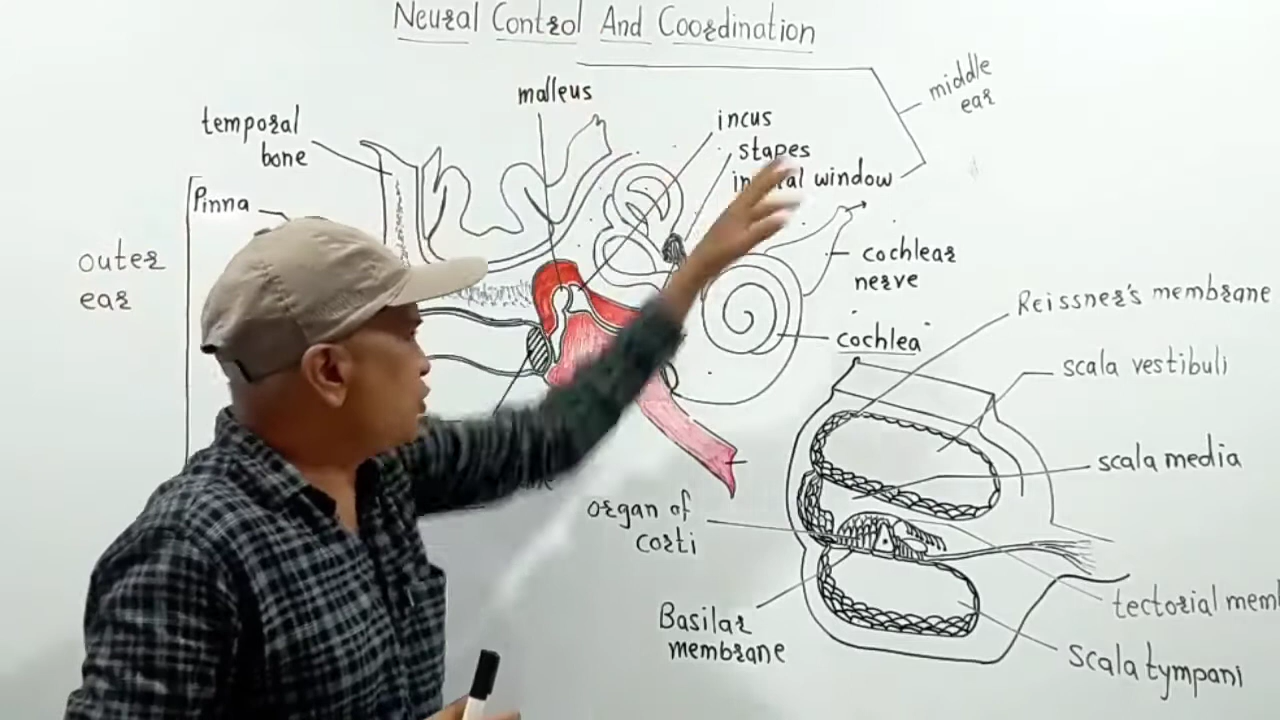 Neural Control And Coordination
middle
ear
malleus
incus
stapes
window
temporal
bone
Pinna
outer
ear
cochlear
nerve
cochlea
Reissner's membrane
scala vestibuli
scala media
organ of
corti
tectorial
Basilar
membrane
Scala tympani